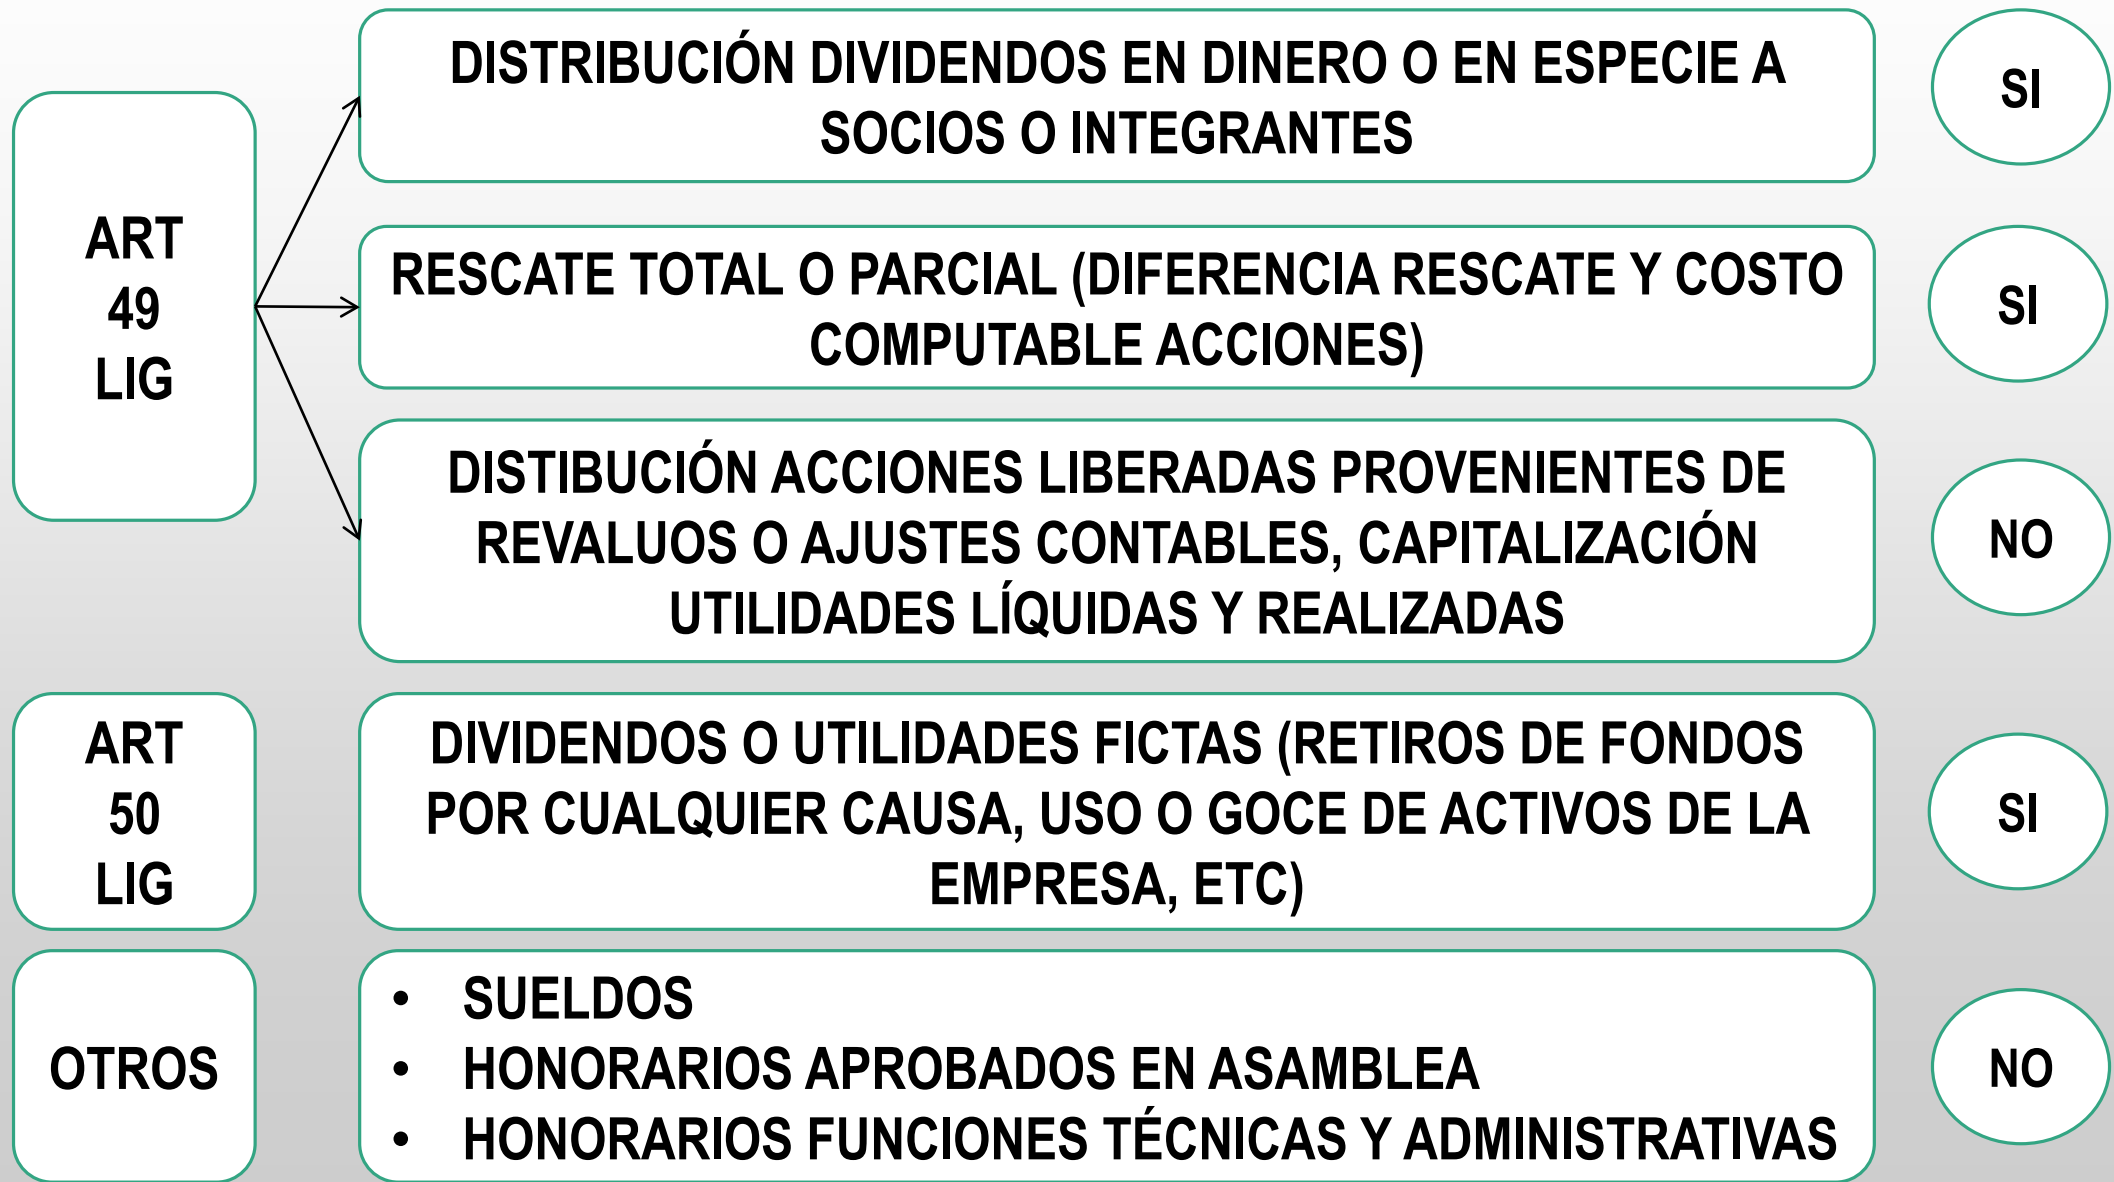 ART
49
LIG
DISTRIBUCIÓN DIVIDENDOS EN DINERO O EN ESPECIE A
SOCIOS O INTEGRANTES
SI
RESCATE TOTAL O PARCIAL (DIFERENCIA RESCATE Y COSTO
COMPUTABLE ACCIONES)
SI
DISTIBUCIÓN ACCIONES LIBERADAS PROVENIENTES DE
REVALUOS O AJUSTES CONTABLES, CAPITALIZACIÓN
UTILIDADES LÍQUIDAS Y REALIZADAS
NO
ART
50
LIG
DIVIDENDOS O UTILIDADES FICTAS (RETIROS DE FONDOS
POR CUALQUIER CAUSA, USO O GOCE DE ACTIVOS DE LA
EMPRESA, ETC)
SI
OTROS
• SUELDOS
• HONORARIOS APROBADOS EN ASAMBLEA
• HONORARIOS FUNCIONES TÉCNICAS Y ADMINISTRATIVAS
NO